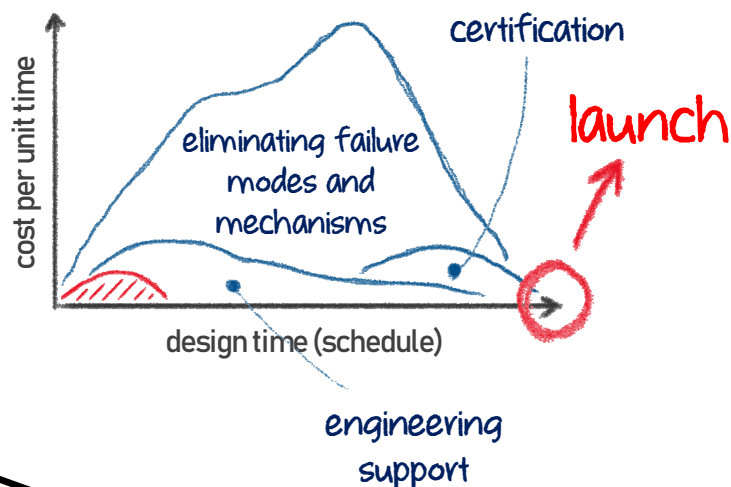 certification
launch
cost per unit time
eliminating failure
modes and
mechanisms
design time (schedule)
engineering
support